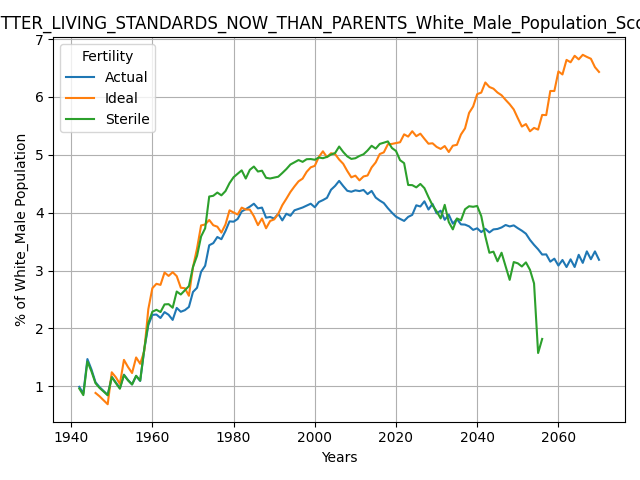 TTER_LIVING_STANDARDS_NOW_THAN_PARENTS_White_Male_Population_Sco
% of White_Male Population
7
6
5
4
3
2
1
Fertility
Actual
Ideal
Sterile
1940 1960 1980 2000 2020 2040 2060
Years